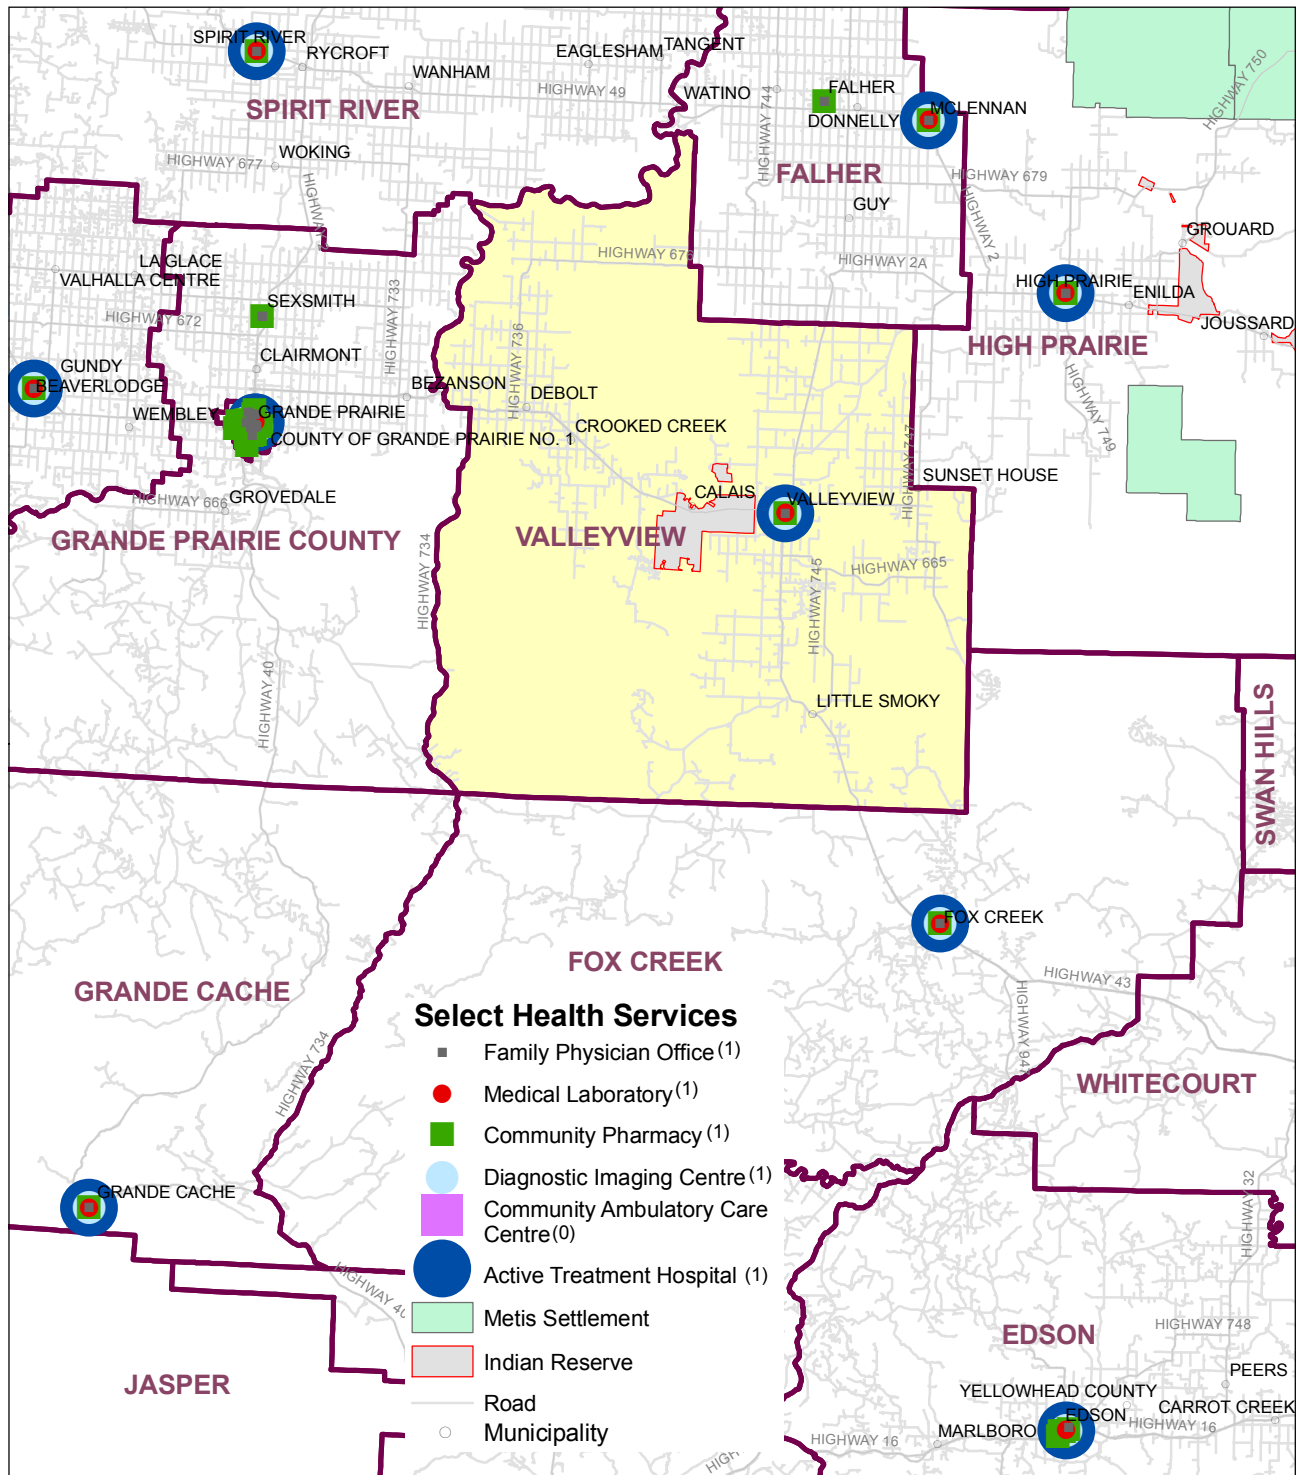 SPIRIT RIVER
RYCROFT
EAGLESHAM
TANGENT
WANHAM
HIGHWAY 49
WATINO
HIGHWAY 744
FALHER
DONNELLY
MCLENNAN
HIGHWAY 750
SPIRIT RIVER
WOKING
HIGHWAY 677
FALHER
HIGHWAY 679
GUY
HIGHWAY 2
GROUARD
HIGHWAY 676
HIGHWAY 2A
LA GLACE
VALHALLA CENTRE
HIGHWAY 733
HIGH PRAIRIE
ENILDA
JOUSSARD
SEXSMITH
HIGHWAY 672
HIGHWAY 736
HIGH PRAIRIE
CLAIRMONT
GUNDY
BEAVERLODGE
BEZANSON
DEBOLT
HIGHWAY 749
WEMBLEY
GRANDE PRAIRIE
COUNTY OF GRANDE PRAIRIE NO. 1
CROOKED CREEK
HIGHWAY 747
SUNSET HOUSE
HIGHWAY 666
GROVEDALE
CALAIS
VALLEYVIEW
GRANDE PRAIRIE COUNTY
VALLEYVIEW
HIGHWAY 734
HIGHWAY 745
HIGHWAY 665
HIGHWAY 40
LITTLE SMOKY
SWAN HILLS
FOX CREEK
FOX CREEK
GRANDE CACHE
HIGHWAY 43
HIGHWAY 947
HIGHWAY 734
WHITECOURT
Select Health Services
Family Physician Office (1)
Medical Laboratory (1)
Community Pharmacy (1)
Diagnostic Imaging Centre (1)
Community Ambulatory Care
Centre (0)
Active Treatment Hospital (1)
Metis Settlement
Indian Reserve
Road
Municipality
GRANDE CACHE
HIGHWAY 32
HIGHWAY 40
JASPER
EDSON
HIGHWAY 748
PEERS
YELLOWHEAD COUNTY
CARROT CREEK
EDSON
MARLBORO
HIGHWAY 16
HIGHWAY 16